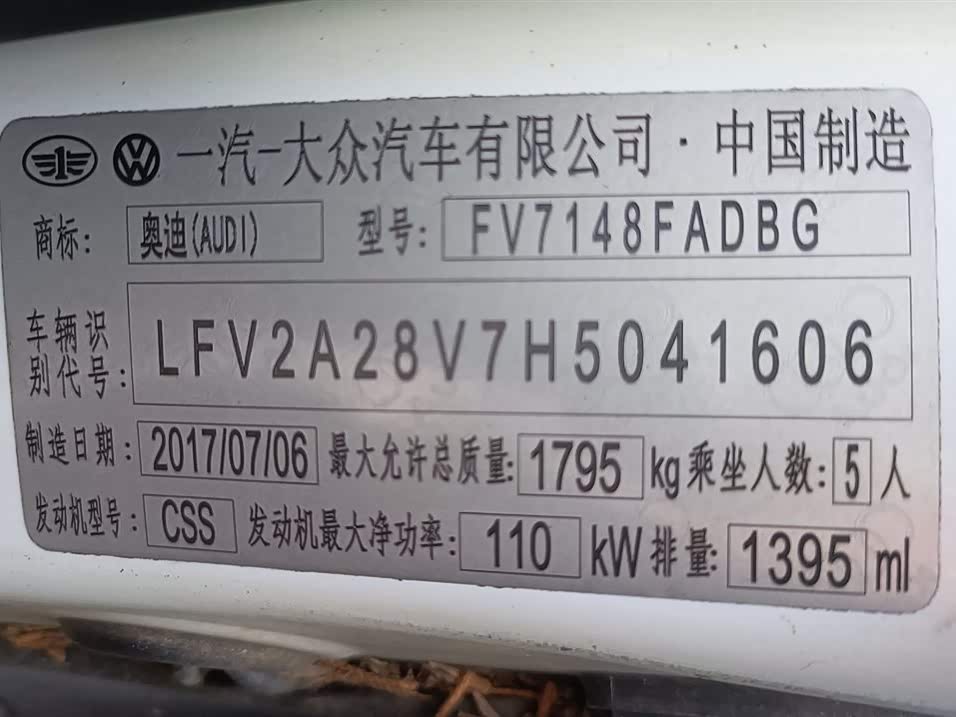 一汽-大众汽车有限公司·中国制造
商标: 奥迪(AUDI) 型号: FV7148FADBG
车辆识别代号: LFV2A28V7H5041606
制造日期: 2017/07/06 最大允许总质量: 1795 kg 乘坐人数: 5 人
发动机型号: CSS 发动机最大净功率: 110 kW 排量: 1395 ml